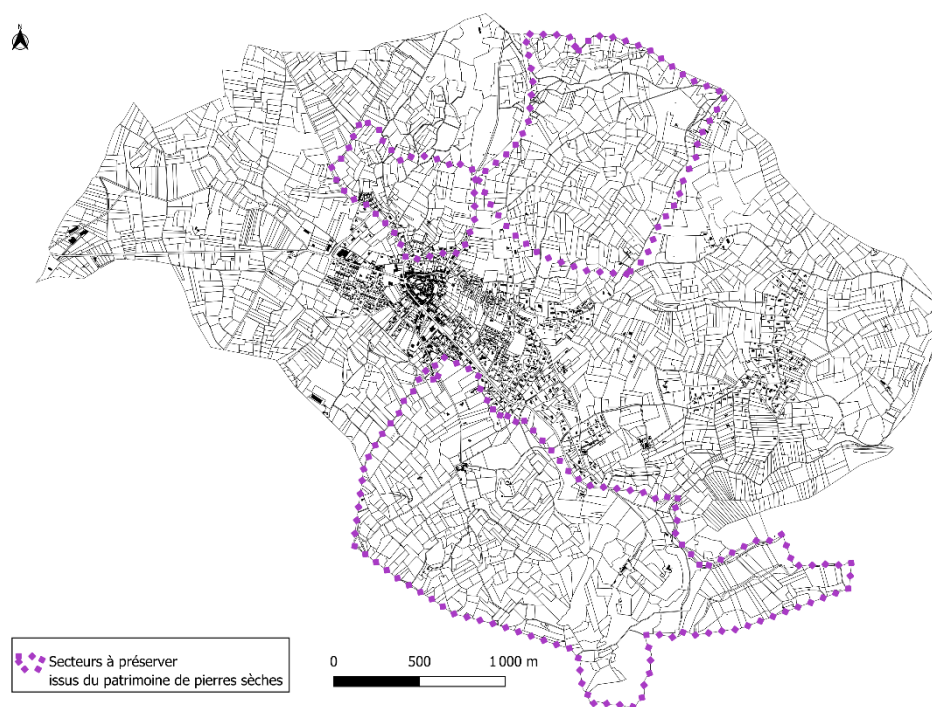 N
Secteurs à préserver
issus du patrimoine de pierres sèches
0 500 1 000 m